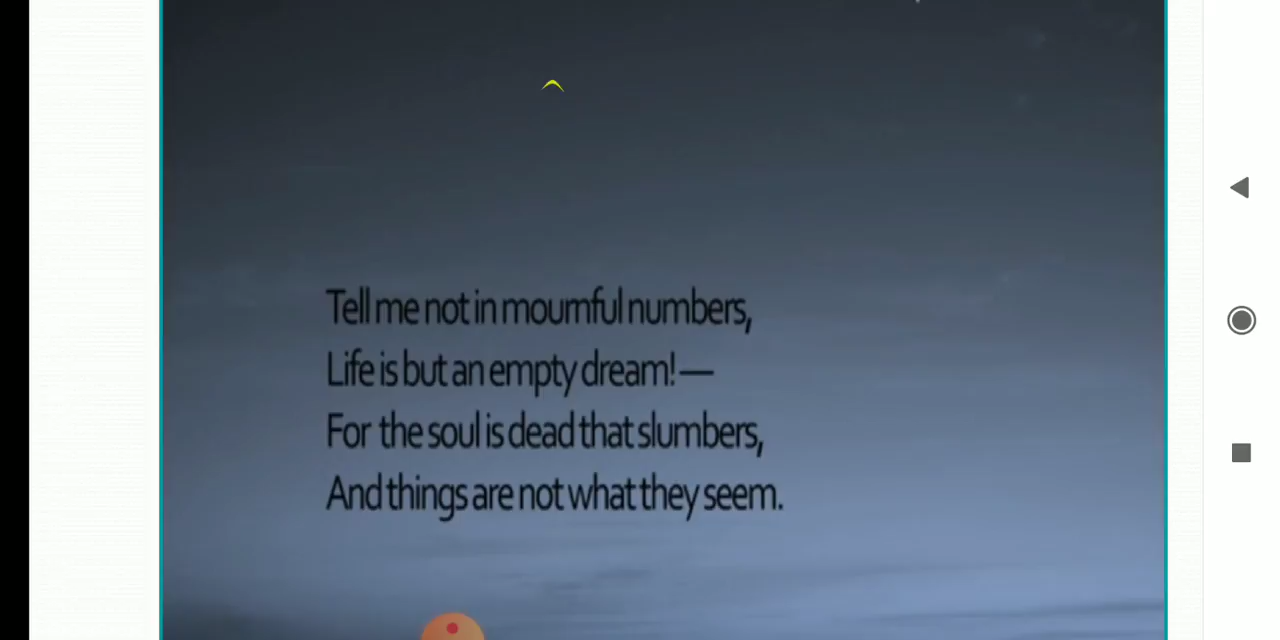 Tell me not in mournful numbers,
Life is but an empty dream!—
For the soul is dead that slumbers,
And things are not what they seem.